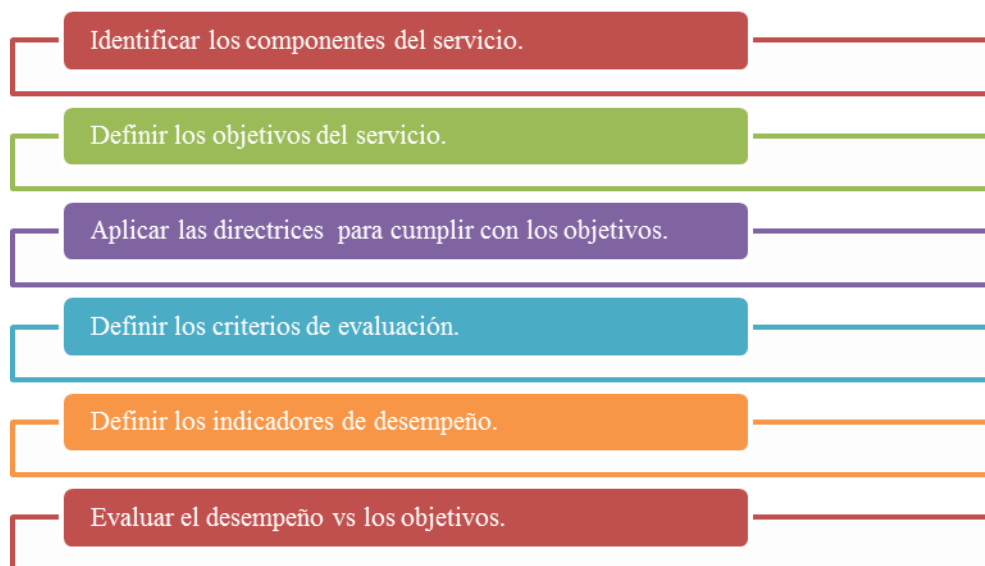 Identificar los componentes del servicio.
Definir los objetivos del servicio.
Aplicar las directrices  para cumplir con los objetivos.
Definir los criterios de evaluación.
Definir los indicadores de desempeño.
Evaluar el desempeño vs los objetivos.